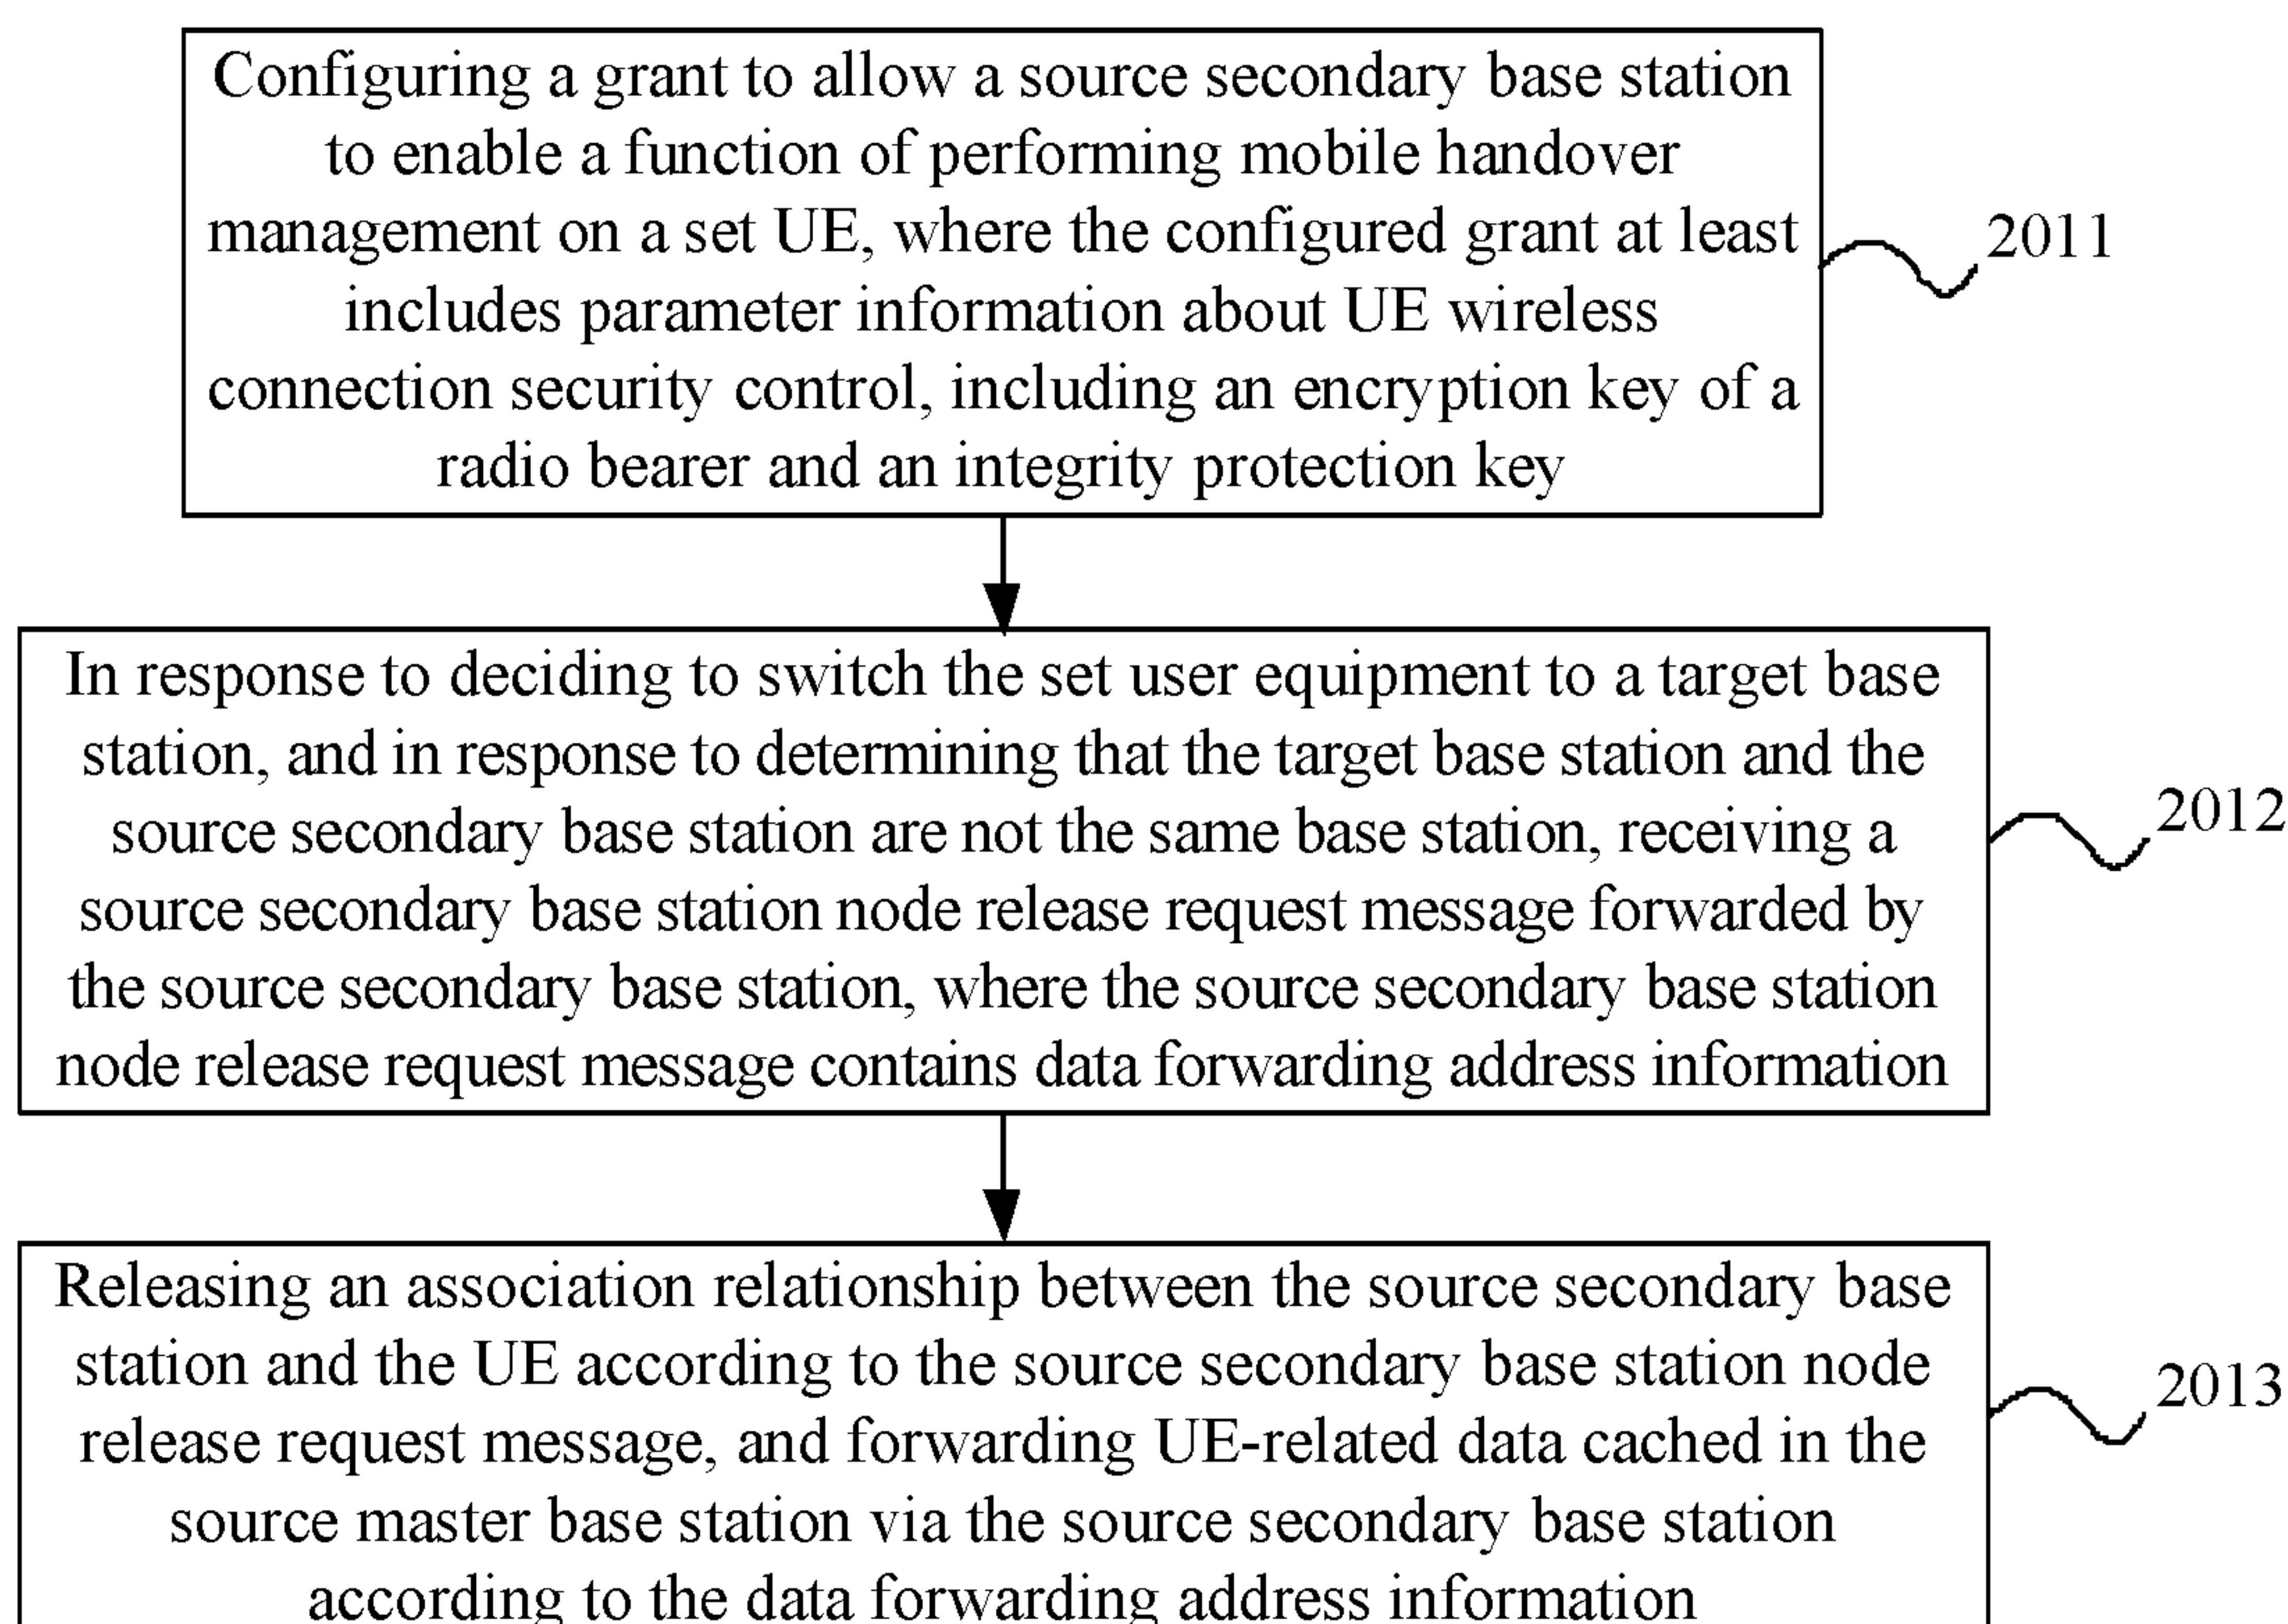 Configuring a grant to allow a source secondary base station
to enable a function of performing mobile handover
management on a set UE, where the configured grant at least
includes parameter information about UE wireless
connection security control, including an encryption key of a
radio bearer and an integrity protection key
2011
In response to deciding to switch the set user equipment to a target base
station, and in response to determining that the target base station and the
source secondary base station are not the same base station, receiving a
source secondary base station node release request message forwarded by
the source secondary base station, where the source secondary base station
node release request message contains data forwarding address information
2012
Releasing an association relationship between the source secondary base
station and the UE according to the source secondary base station node
release request message, and forwarding UE-related data cached in the
source master base station via the source secondary base station
according to the data forwarding address information
2013